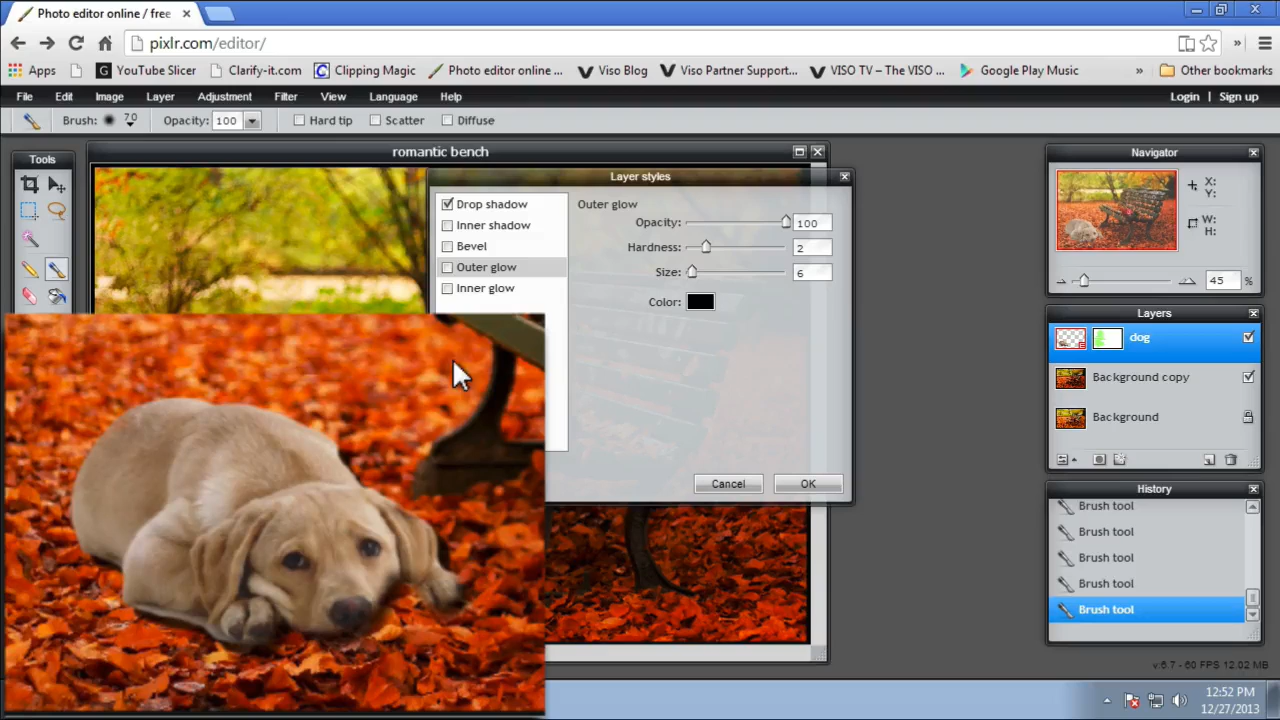 Photo editor online / free
pixlr.com/editor/
Apps YouTube Slicer Clarify-it.com Clipping Magic Photo editor online ... Viso Blog Viso Partner Support... VISO TV – The VISO ... Google Play Music » Other bookmarks
File Edit Image Layer Adjustment Filter View Language Help Login | Sign up
Brush: 70 Opacity: 100 Hard tip Scatter Diffuse
Tools
romantic bench
Layer styles
Drop shadow
Inner shadow
Bevel
Outer glow
Inner glow
Outer glow
Opacity: 100
Hardness: 2
Size: 6
Color:
Cancel OK
Navigator
X:
Y:
W:
H:
45 %
Layers
dog
Background copy
Background
History
Brush tool
Brush tool
Brush tool
Brush tool
Brush tool
v:6.7 - 60 FPS 12.02 MB
12:52 PM
12/27/2013